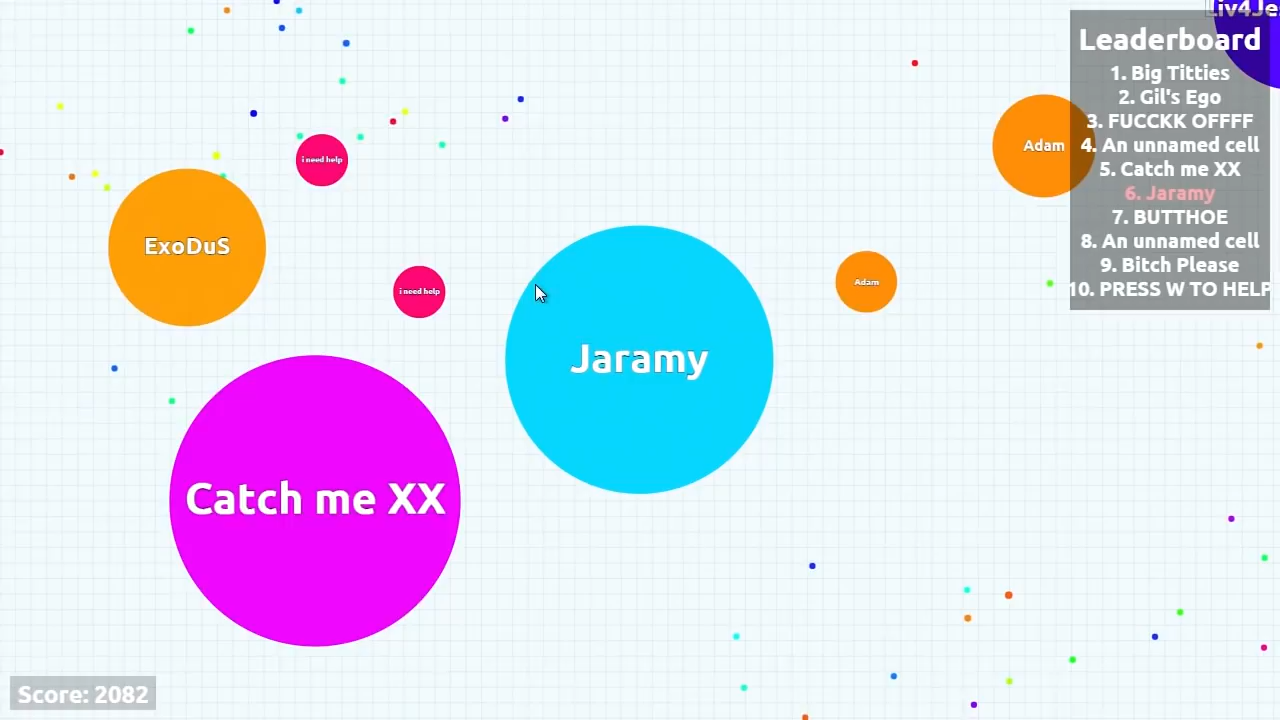 Liv4Je
Leaderboard
1. Big Titties
2. Gil's Ego
3. FUCCKK OFFFF
4. An unnamed cell
5. Catch me XX
6. Jaramy
7. BUTTHOE
8. An unnamed cell
9. Bitch Please
10. PRESS W TO HELP
i need help
Adam
ExoDuS
i need help
Adam
Jaramy
Catch me XX
Score: 2082